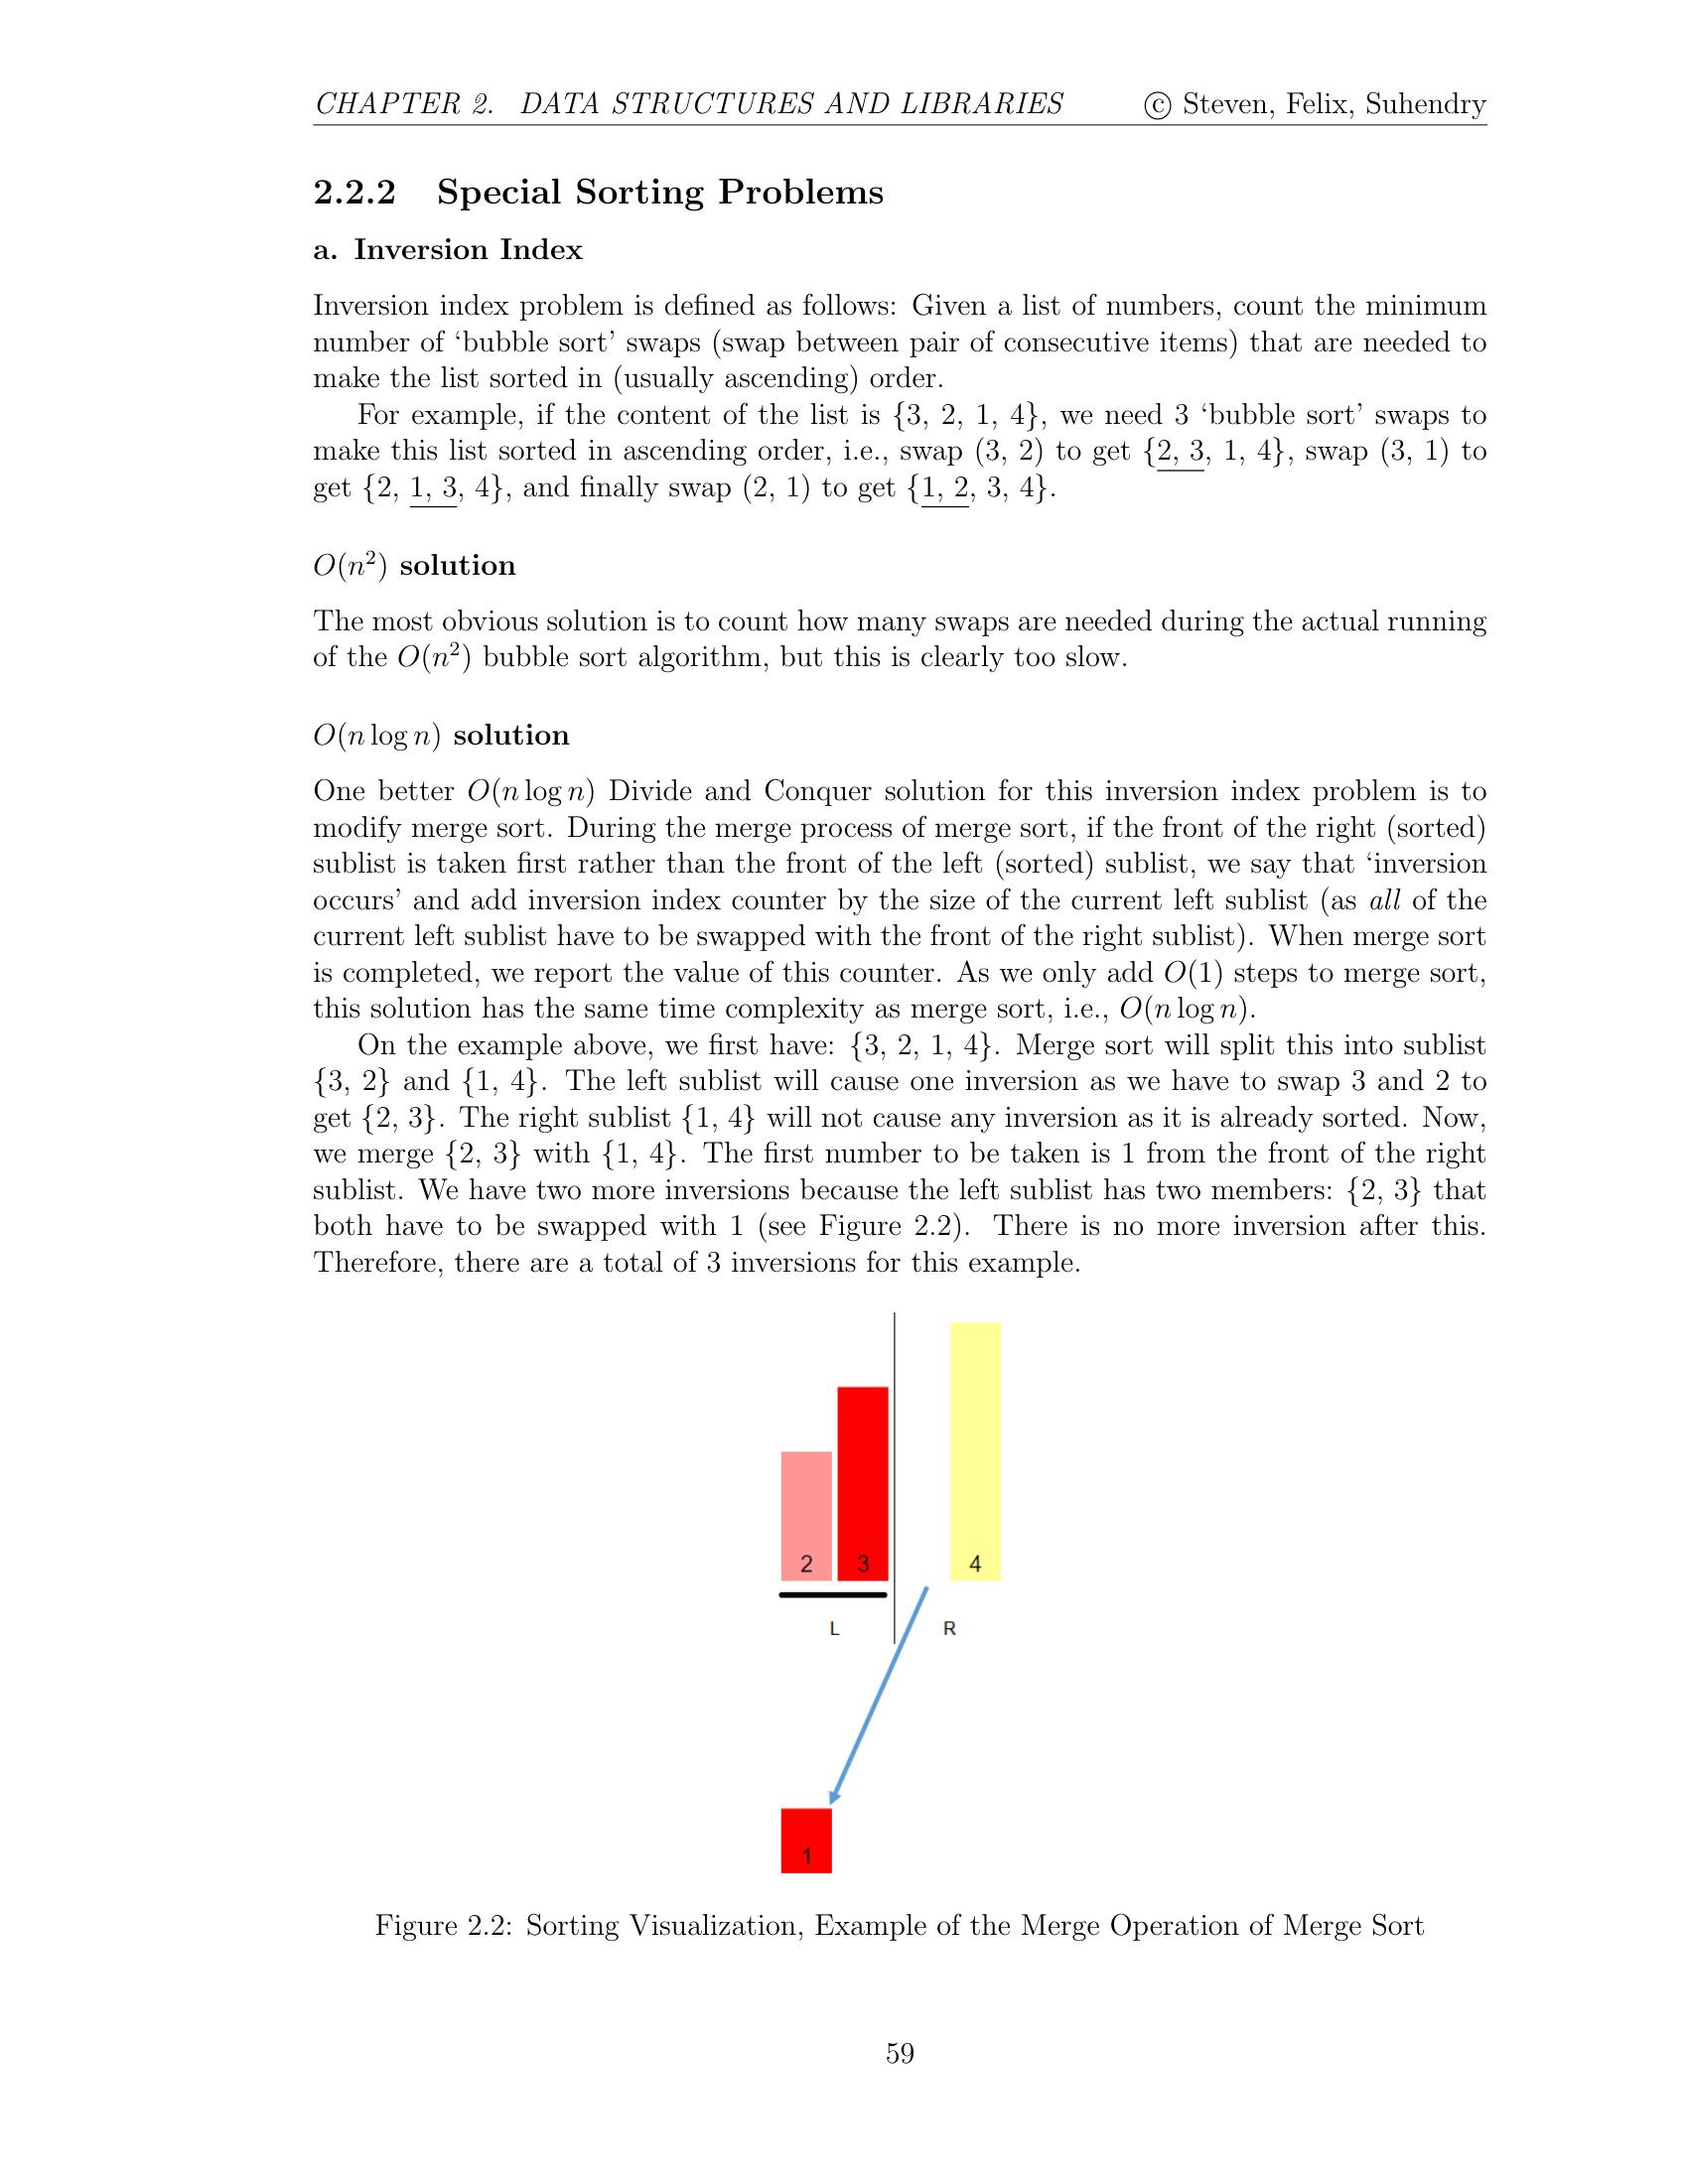 CHAPTER 2. DATA STRUCTURES AND LIBRARIES © Steven, Felix, Suhendry
2.2.2 Special Sorting Problems
a. Inversion Index
Inversion index problem is defined as follows: Given a list of numbers, count the minimum
number of ‘bubble sort’ swaps (swap between pair of consecutive items) that are needed to
make the list sorted in (usually ascending) order.
For example, if the content of the list is {3, 2, 1, 4}, we need 3 ‘bubble sort’ swaps to
make this list sorted in ascending order, i.e., swap (3, 2) to get {2, 3, 1, 4}, swap (3, 1) to
get {2, 1, 3, 4}, and finally swap (2, 1) to get {1, 2, 3, 4}.
O(n²) solution
The most obvious solution is to count how many swaps are needed during the actual running
of the O(n²) bubble sort algorithm, but this is clearly too slow.
O(n log n) solution
One better O(n log n) Divide and Conquer solution for this inversion index problem is to
modify merge sort. During the merge process of merge sort, if the front of the right (sorted)
sublist is taken first rather than the front of the left (sorted) sublist, we say that ‘inversion
occurs’ and add inversion index counter by the size of the current left sublist (as all of the
current left sublist have to be swapped with the front of the right sublist). When merge sort
is completed, we report the value of this counter. As we only add O(1) steps to merge sort,
this solution has the same time complexity as merge sort, i.e., O(n log n).
On the example above, we first have: {3, 2, 1, 4}. Merge sort will split this into sublist
{3, 2} and {1, 4}. The left sublist will cause one inversion as we have to swap 3 and 2 to
get {2, 3}. The right sublist {1, 4} will not cause any inversion as it is already sorted. Now,
we merge {2, 3} with {1, 4}. The first number to be taken is 1 from the front of the right
sublist. We have two more inversions because the left sublist has two members: {2, 3} that
both have to be swapped with 1 (see Figure 2.2). There is no more inversion after this.
Therefore, there are a total of 3 inversions for this example.
2 3 4
L R
1
Figure 2.2: Sorting Visualization, Example of the Merge Operation of Merge Sort
59